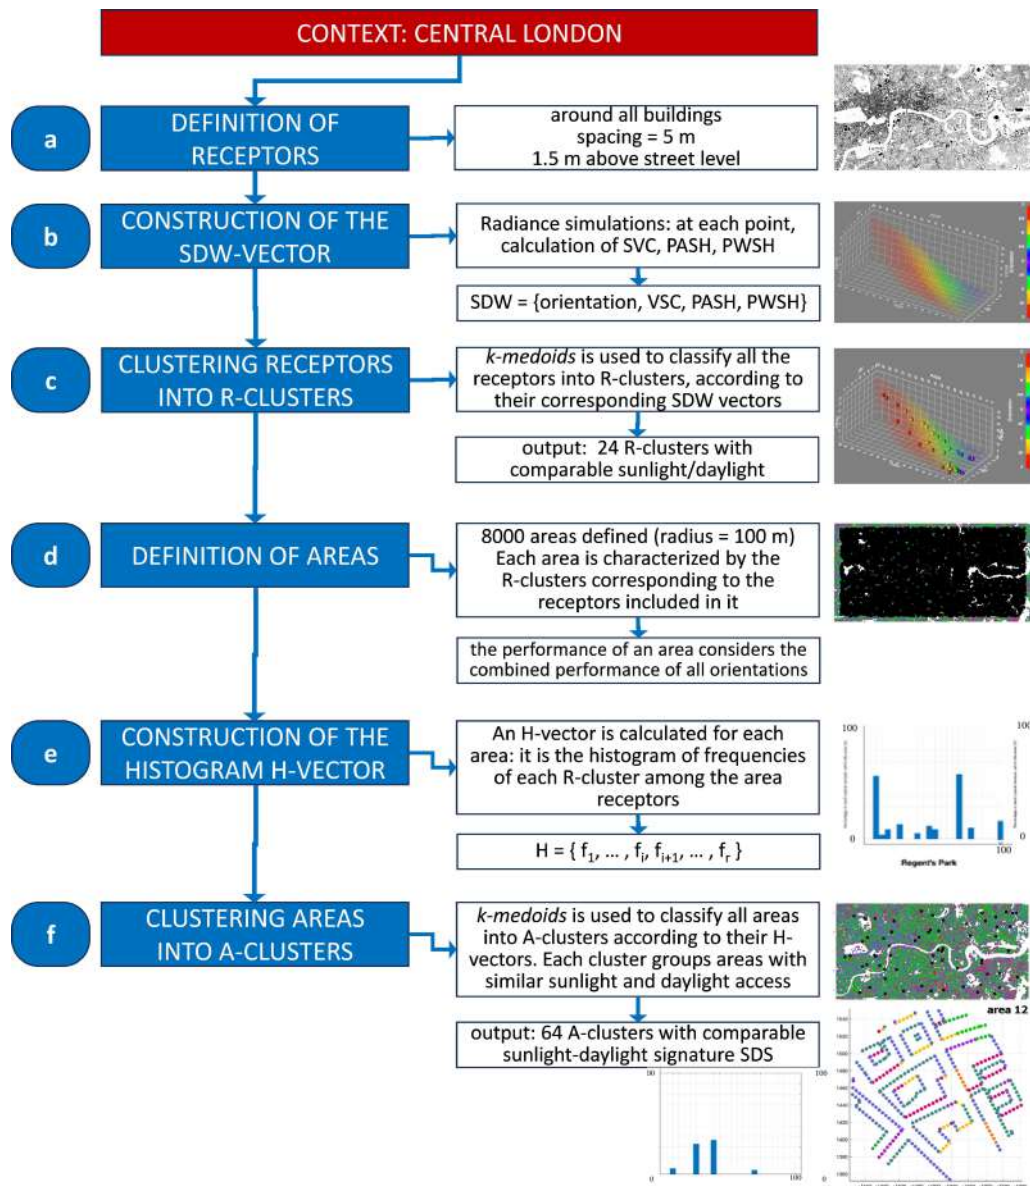 CONTEXT: CENTRAL LONDON
a
DEFINITION OF
RECEPTORS
around all buildings
spacing = 5 m
1.5 m above street level
b
CONSTRUCTION OF THE
SDW-VECTOR
Radiance simulations: at each point,
calculation of SVC, PASH, PWSH
SDW = {orientation, VSC, PASH, PWSH}
c
CLUSTERING RECEPTORS
INTO R-CLUSTERS
k-medoids is used to classify all the
receptors into R-clusters, according to
their corresponding SDW vectors
output: 24 R-clusters with
comparable sunlight/daylight
d
DEFINITION OF AREAS
8000 areas defined (radius = 100 m)
Each area is characterized by the
R-clusters corresponding to the
receptors included in it
the performance of an area considers the
combined performance of all orientations
e
CONSTRUCTION OF THE
HISTOGRAM H-VECTOR
An H-vector is calculated for each
area: it is the histogram of frequencies
of each R-cluster among the area
receptors
H = { f1, ... , fi, fi+1, ... , fr }
100
100
0
0
100
Regent's Park
f
CLUSTERING AREAS
INTO A-CLUSTERS
k-medoids is used to classify all areas
into A-clusters according to their H-
vectors. Each cluster groups areas with
similar sunlight and daylight access
output: 64 A-clusters with comparable
sunlight-daylight signature SDS
area 12
00
100
0
100
0